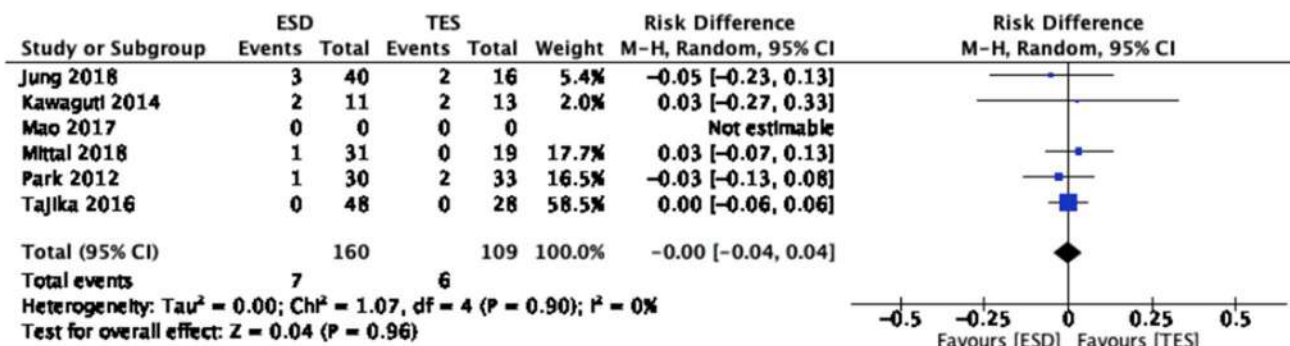 ESD TES Risk Difference Risk Difference
Study or Subgroup Events Total Events Total Weight M-H, Random, 95% CI M-H, Random, 95% CI
Jung 2018 3 40 2 16 5.4% -0.05 [-0.23, 0.13]
Kawaguti 2014 2 11 2 13 2.0% 0.03 [-0.27, 0.33]
Mao 2017 0 0 0 0 Not estimable
Mittal 2018 1 31 0 19 17.7% 0.03 [-0.07, 0.13]
Park 2012 1 30 2 33 16.5% -0.03 [-0.13, 0.08]
Tajika 2016 0 48 0 28 58.5% 0.00 [-0.06, 0.06]
Total (95% CI) 160 109 100.0% -0.00 [-0.04, 0.04]
Total events 7 6
Heterogeneity: Tau² = 0.00; Chi² = 1.07, df = 4 (P = 0.90); I² = 0%
Test for overall effect: Z = 0.04 (P = 0.96)
-0.5 -0.25 0 0.25 0.5
Favours [ESD] Favours [TES]